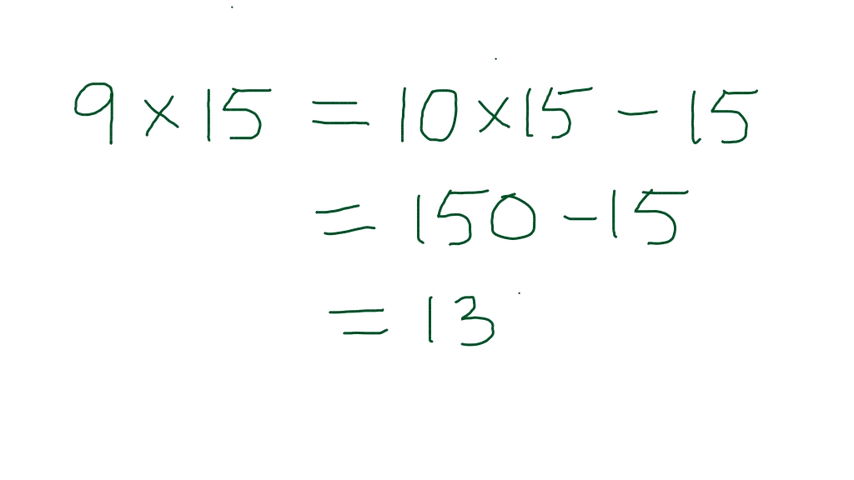 9 × 15 = 10 × 15 − 15
= 150 − 15
= 13